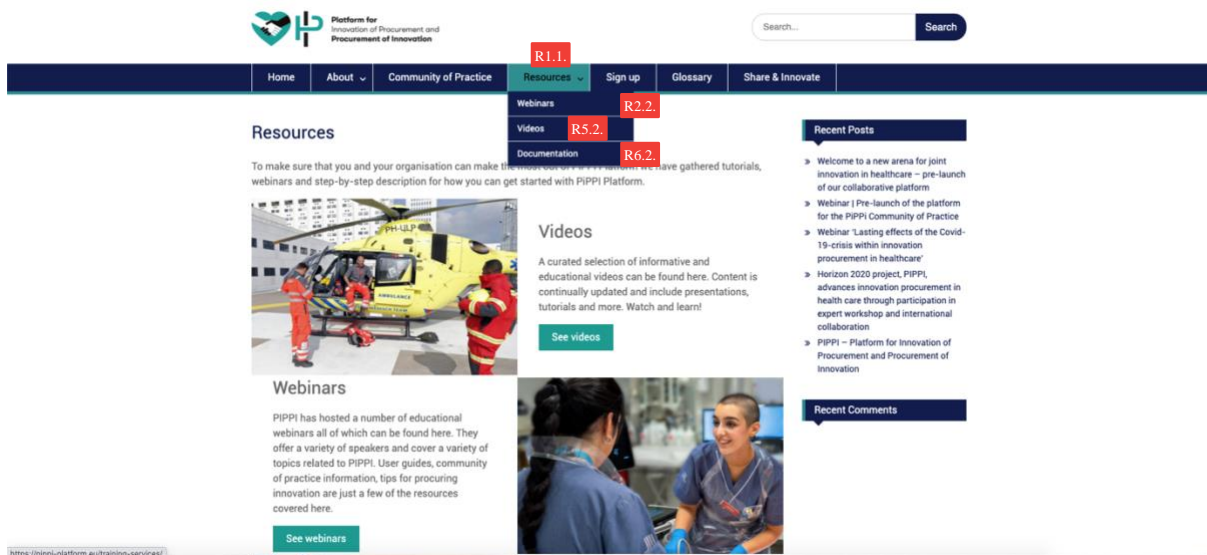 Platform for
Innovation of Procurement and
Procurement of Innovation
Search...
Search
R1.1.
Home
About
Community of Practice
Resources
Sign up
Glossary
Share & Innovate
Webinars
R2.2.
Videos
R5.2.
Documentation
R6.2.
Resources
To make sure that you and your organisation can make the have gathered tutorials,
webinars and step-by-step description for how you can get started with PiPPI Platform.
PH-ULP
AMBULANCE
Videos
A curated selection of informative and
educational videos can be found here. Content is
continually updated and include presentations,
tutorials and more. Watch and learn!
See videos
Webinars
PIPPI has hosted a number of educational
webinars all of which can be found here. They
offer a variety of speakers and cover a variety of
topics related to PIPPI. User guides, community
of practice information, tips for procuring
innovation are just a few of the resources
covered here.
See webinars
Recent Posts
» Welcome to a new arena for joint
innovation in healthcare – pre-launch
of our collaborative platform
» Webinar | Pre-launch of the platform
for the PiPPi Community of Practice
» Webinar 'Lasting effects of the Covid-
19-crisis within innovation
procurement in healthcare'
» Horizon 2020 project, PIPPI,
advances innovation procurement in
health care through participation in
expert workshop and international
collaboration
» PIPPI – Platform for Innovation of
Procurement and Procurement of
Innovation
Recent Comments
https://pippi-platform.eu/training-services/